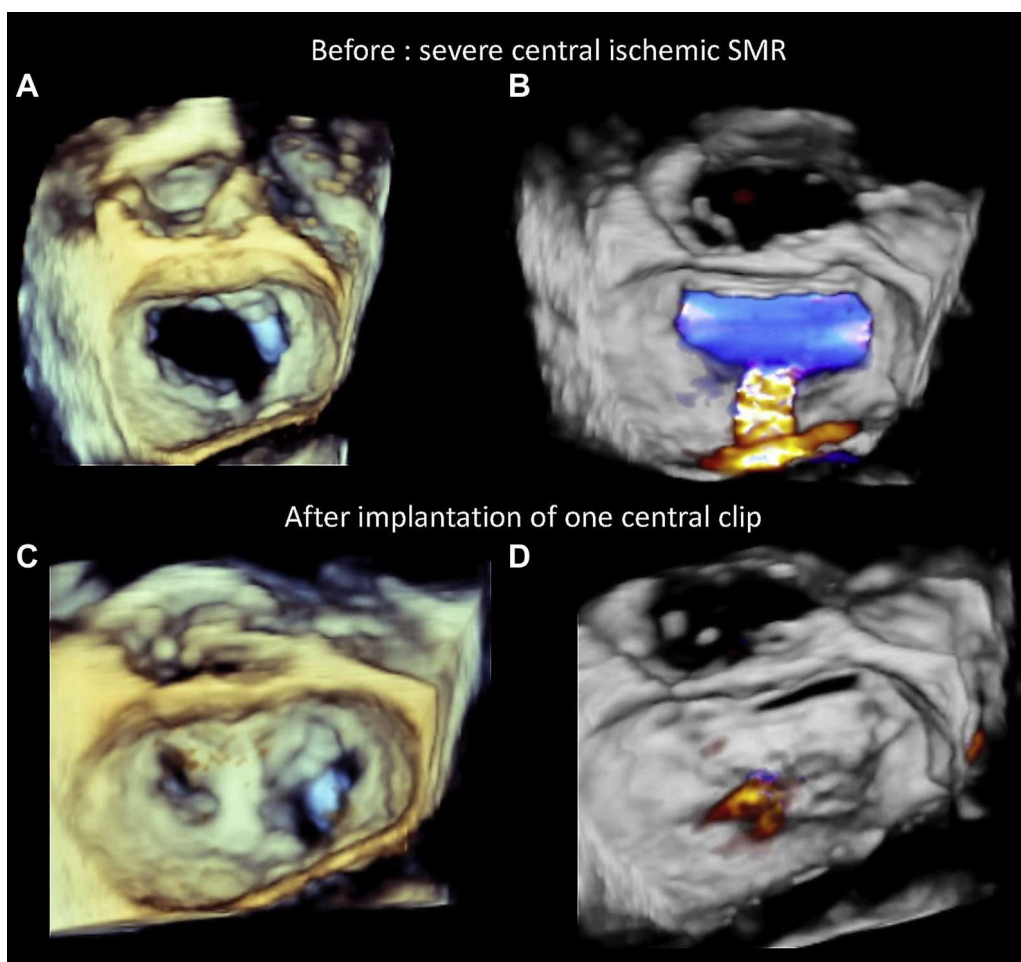 Before : severe central ischemic SMR
A
B
After implantation of one central clip
C
D